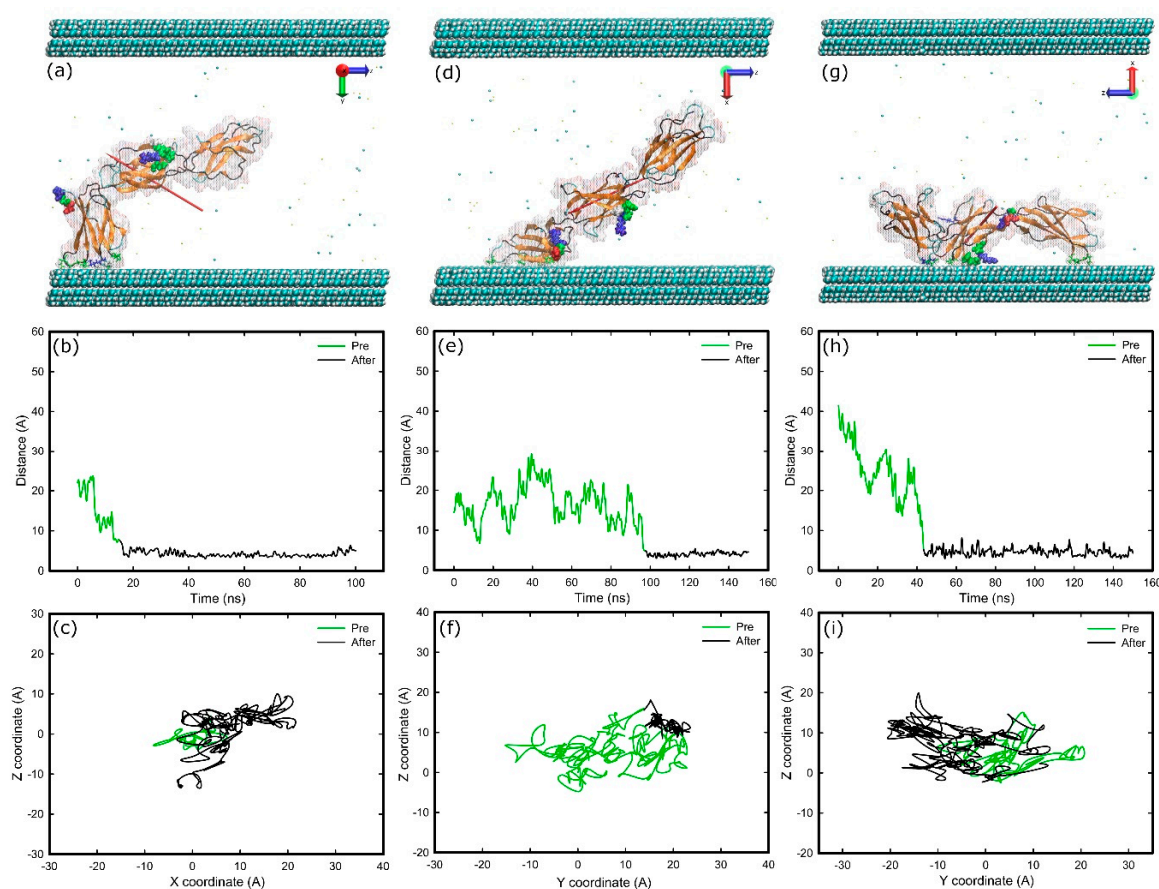 (a)
z
Y
(d)
z
X
(g)
X
z
(b)
Pre
After
60
50
40
30
20
10
0
Distance (A)
0 20 40 60 80 100
Time (ns)
(e)
Pre
After
60
50
40
30
20
10
0
Distance (A)
0 20 40 60 80 100 120 140 160
Time (ns)
(h)
Pre
After
60
50
40
30
20
10
0
Distance (A)
0 20 40 60 80 100 120 140 160
Time (ns)
(c)
Pre
After
30
20
10
0
-10
-20
-30
Z coordinate (A)
-30 -20 -10 0 10 20 30 40
X coordinate (A)
(f)
Pre
After
40
30
20
10
0
-10
-20
Z coordinate (A)
-30 -20 -10 0 10 20 30 40
Y coordinate (A)
(i)
Pre
After
40
30
20
10
0
-10
-20
Z coordinate (A)
-30 -20 -10 0 10 20 30
Y coordinate (A)